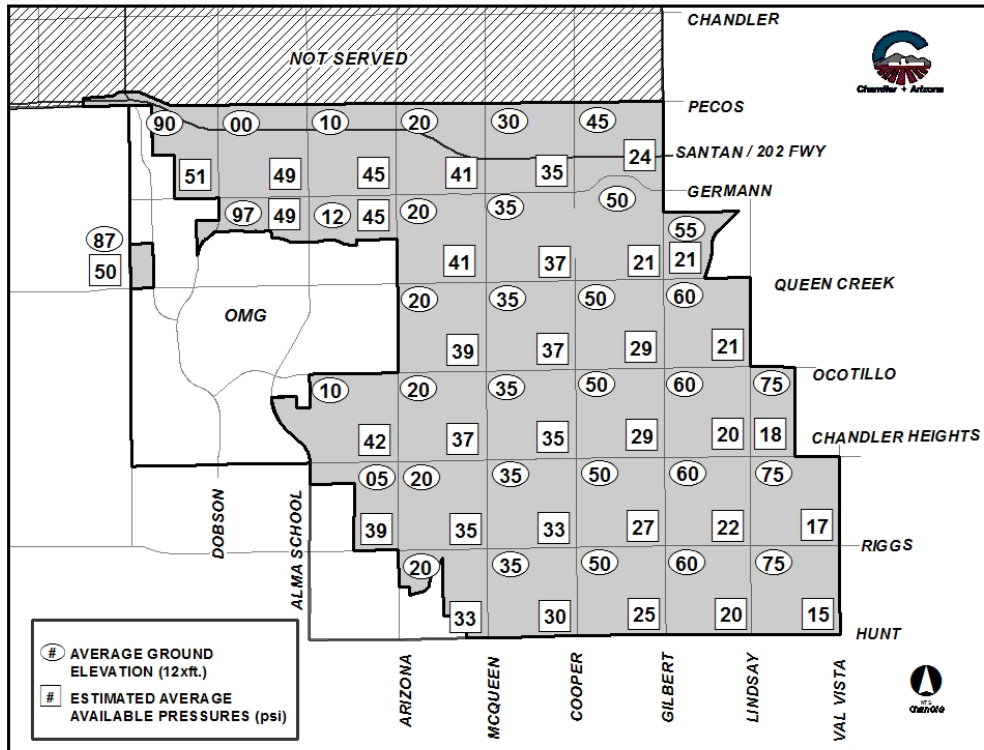 CHANDLER
NOT SERVED
Chandler + Arizona
PECOS
90 00 10 20 30 45
SANTAN / 202 FWY
51 49 45 41 35 24
GERMANN
97 49 12 45 20 35 50
55
87
50
41 37 21 21
QUEEN CREEK
20 35 50 60
OMG
39 37 29 21
OCOTILLO
10 20 35 50 60 75
42 37 35 29 20 18
CHANDLER HEIGHTS
05 20 35 50 60 75
39 35 33 27 22 17
RIGGS
20 35 50 60 75
33 30 25 20 15
HUNT
DOBSON
ALMA SCHOOL
ARIZONA
MCQUEEN
COOPER
GILBERT
LINDSAY
VAL VISTA
# AVERAGE GROUND
ELEVATION (12xft.)
# ESTIMATED AVERAGE
AVAILABLE PRESSURES (psi)